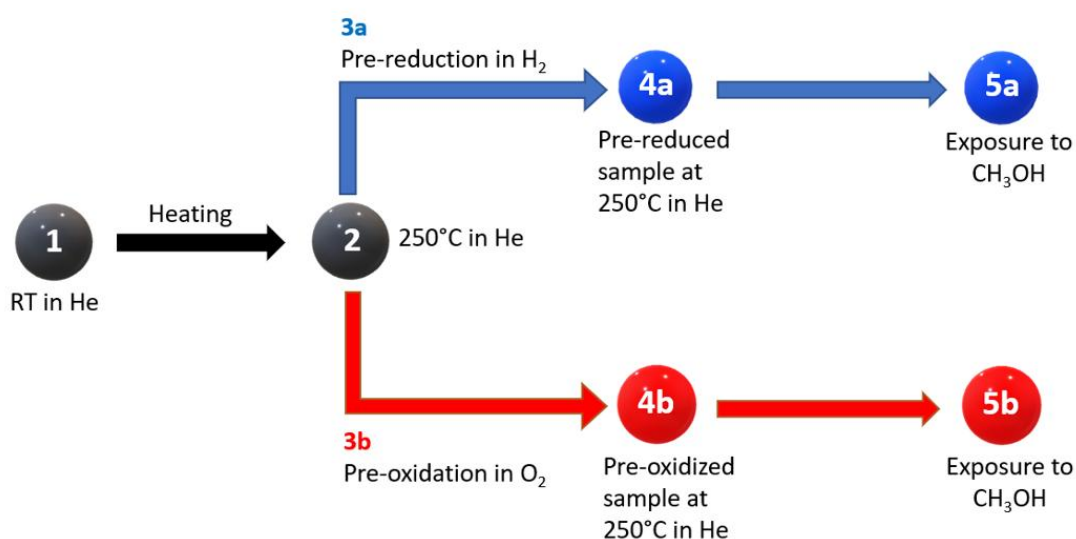 3a
Pre-reduction in H₂
4a
5a
Pre-reduced
sample at
250°C in He
Exposure to
CH₃OH
Heating
1
2
250°C in He
RT in He
3b
Pre-oxidation in O₂
4b
5b
Pre-oxidized
sample at
250°C in He
Exposure to
CH₃OH